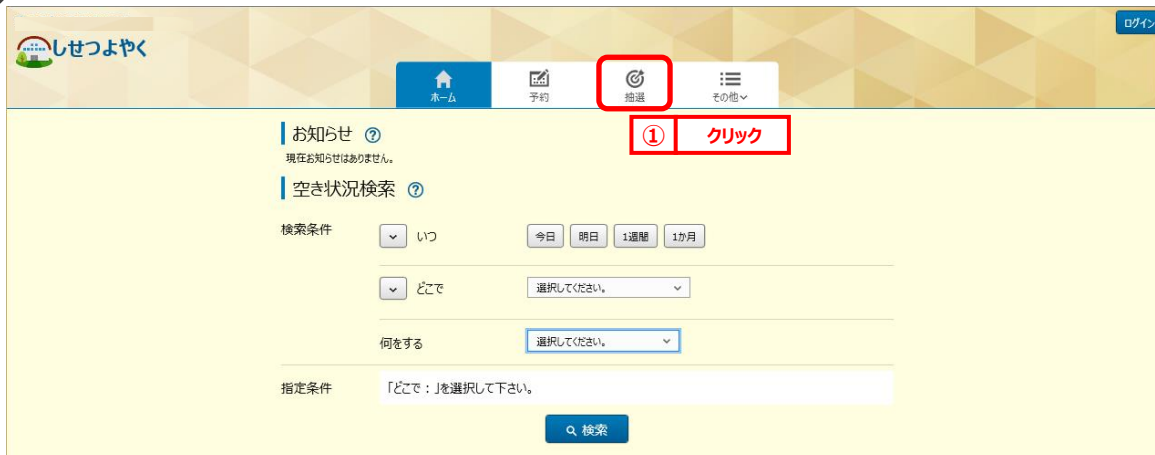 ログイン
しせつよやく
ホーム
予約
抽選
その他
① クリック
お知らせ ?
現在お知らせはありません。
空き状況検索 ?
検索条件 いつ 今日 明日 1週間 1か月
どこで 選択してください。
何をする 選択してください。
指定条件 「どこで：」を選択して下さい。
検索